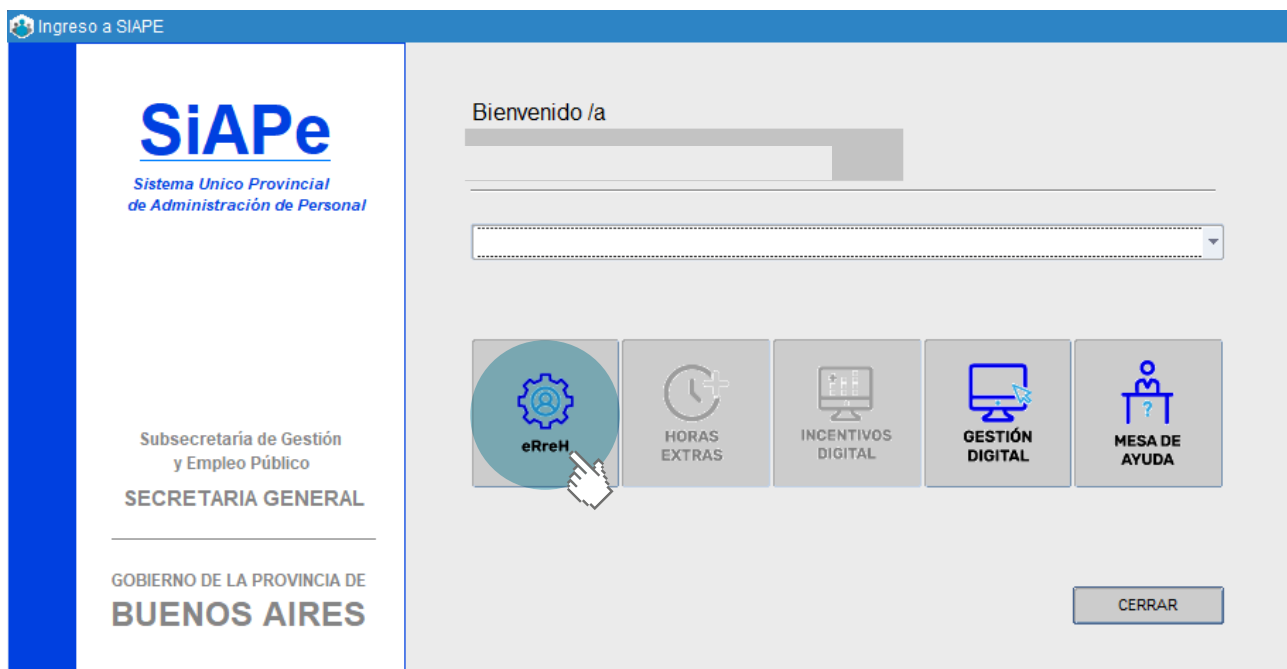 Ingreso a SIAPE
SiAPe
Sistema Unico Provincial
de Administración de Personal
Subsecretaría de Gestión
y Empleo Público
SECRETARIA GENERAL
GOBIERNO DE LA PROVINCIA DE
BUENOS AIRES
Bienvenido /a
eRreH
HORAS
EXTRAS
INCENTIVOS
DIGITAL
GESTIÓN
DIGITAL
?
MESA DE
AYUDA
CERRAR